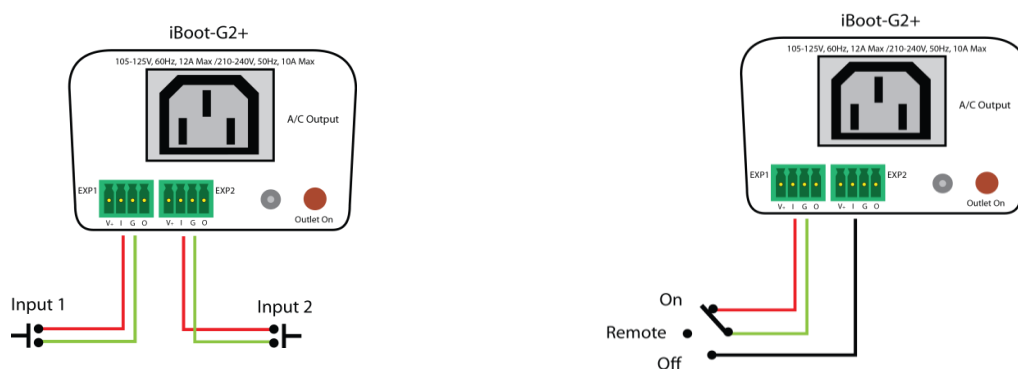 iBoot-G2+
105-125V, 60Hz, 12A Max /210-240V, 50Hz, 10A Max
A/C Output
EXP1
EXP2
V+ I G O
V+ I G O
Outlet On
Input 1
Input 2
iBoot-G2+
105-125V, 60Hz, 12A Max /210-240V, 50Hz, 10A Max
A/C Output
EXP1
EXP2
V+ I G O
V+ I G O
Outlet On
On
Remote
Off